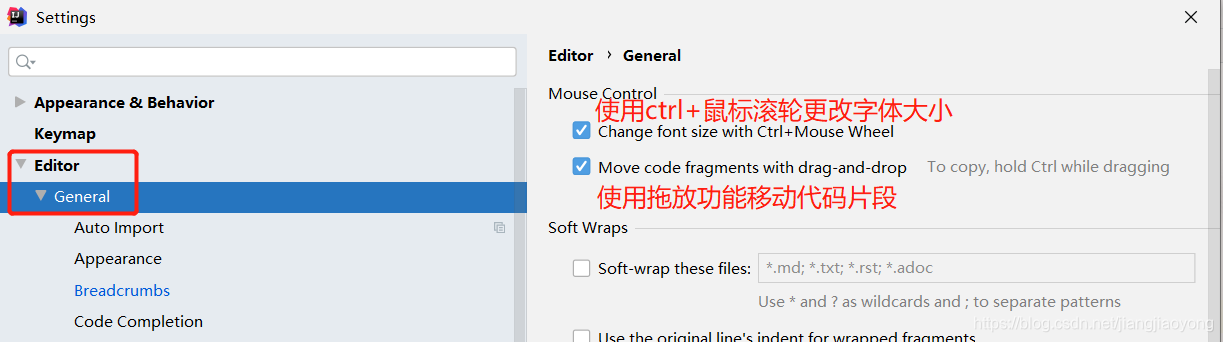 Settings
Appearance & Behavior
Keymap
Editor
General
Auto Import
Appearance
Breadcrumbs
Code Completion
Editor › General
Mouse Control
使用ctrl+鼠标滚轮更改字体大小
Change font size with Ctrl+Mouse Wheel
Move code fragments with drag-and-drop To copy, hold Ctrl while dragging
使用拖放功能移动代码片段
Soft Wraps
Soft-wrap these files: *.md; *.txt; *.rst; *.adoc
Use * and ? as wildcards and ; to separate patterns
Use the original line's indent for wrapped fragments
https://blog.csdn.net/jiangjiaoyong